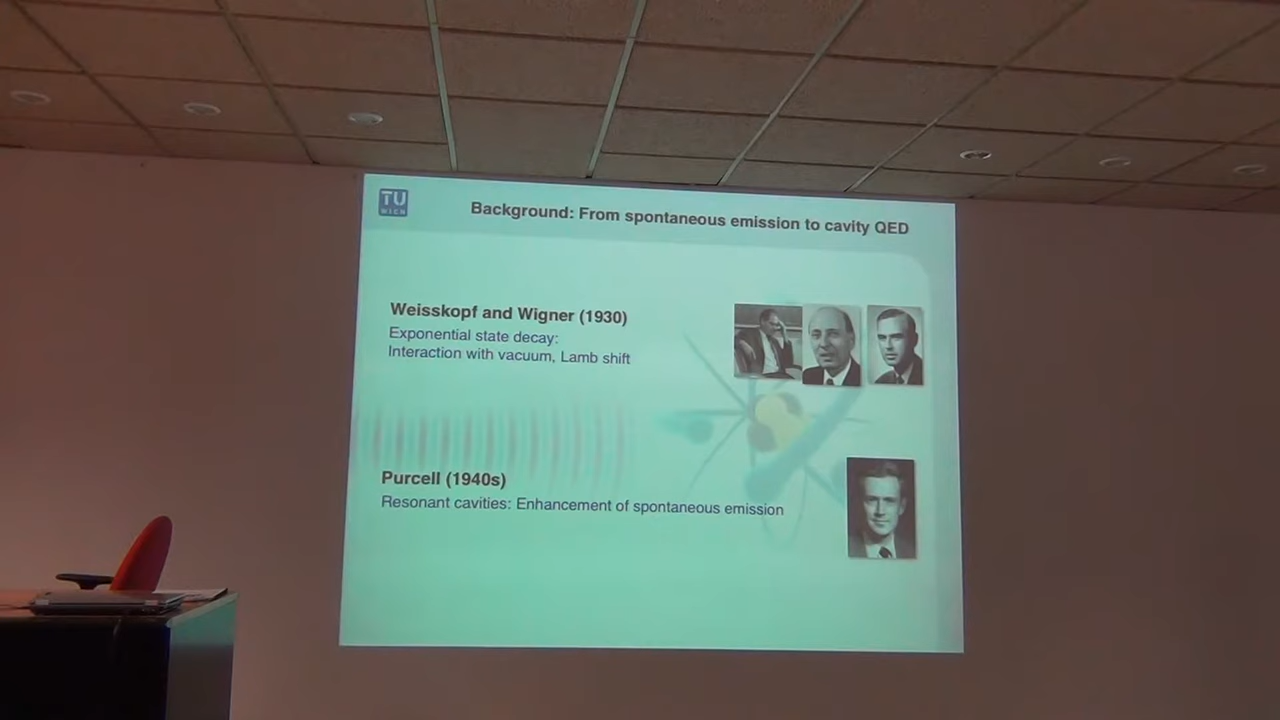 TU
WIEN
Background: From spontaneous emission to cavity QED
Weisskopf and Wigner (1930)
Exponential state decay:
Interaction with vacuum, Lamb shift
Purcell (1940s)
Resonant cavities: Enhancement of spontaneous emission